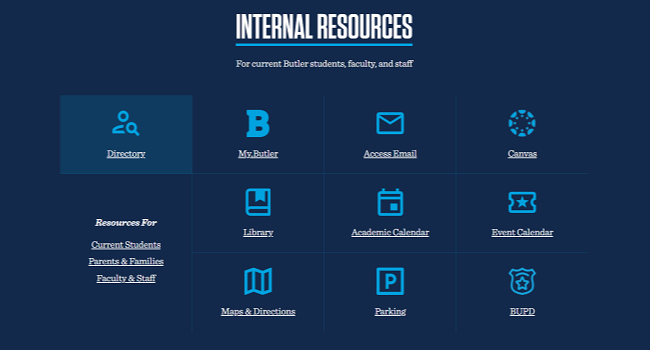 INTERNAL RESOURCES
For current Butler students, faculty, and staff
Directory
B
My.Butler
Access Email
Canvas
Resources For
Current Students
Parents & Families
Faculty & Staff
Library
Academic Calendar
Event Calendar
Maps & Directions
P
Parking
BUPD